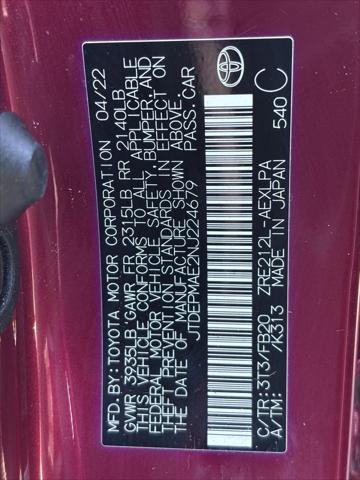 MFD. BY: TOYOTA MOTOR CORPORATION 04/22
GVWR 3935LB GAWR FR 2315LB RR 2140LB
THIS VEHICLE CONFORMS TO ALL APPLICABLE
FEDERAL MOTOR VEHICLE SAFETY, BUMPER, AND
THEFT PREVENTION STANDARDS IN EFFECT ON
THE DATE OF MANUFACTURE SHOWN ABOVE.
JTDEPMAE2NJ224679 PASS. CAR
C/TR: 3T3/FB20 ZRE212L-AEXLPA
A/TM: /K313 MADE IN JAPAN 540 C
TOYOTA